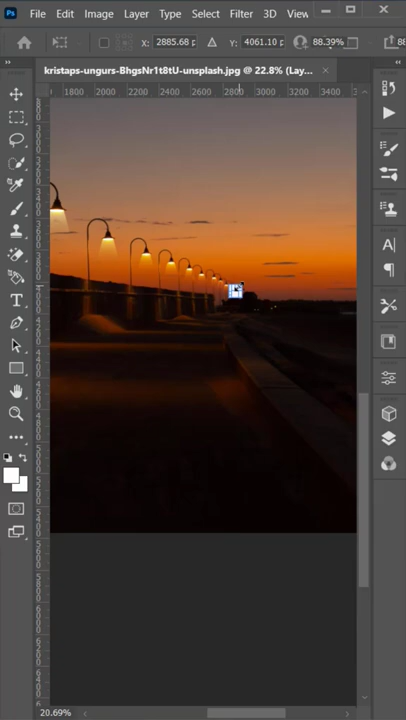 Ps File Edit Image Layer Type Select Filter 3D View
X: 2885.68 p Δ Y: 4061.10 p 88.39%
kristaps-ungurs-BhgsNr1t8tU-unsplash.jpg @ 22.8% (Lay... ×
1800 2000 2200 2400 2600 2800 3000 3200 3400
20.69%